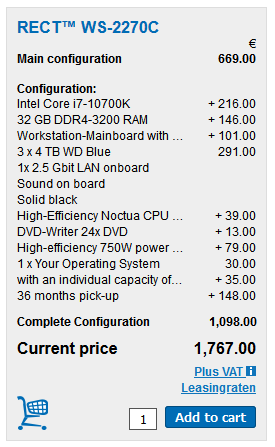 RECT™ WS-2270C
€
Main configuration 669.00
Configuration:
Intel Core i7-10700K + 216.00
32 GB DDR4-3200 RAM + 146.00
Workstation-Mainboard with ... + 101.00
3 x 4 TB WD Blue 291.00
1x 2.5 Gbit LAN onboard
Sound on board
Solid black
High-Efficiency Noctua CPU ... + 39.00
DVD-Writer 24x DVD + 13.00
High-efficiency 750W power ... + 79.00
1 x Your Operating System 30.00
with an individual capacity of... + 35.00
36 months pick-up + 148.00
Complete Configuration 1,098.00
Current price 1,767.00
Plus VAT i
Leasingraten
1 Add to cart